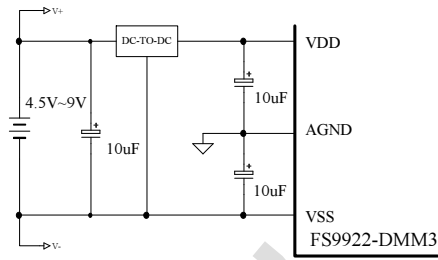 V+
DC-TO-DC
VDD
4.5V~9V
10uF
10uF
AGND
10uF
VSS
V-
FS9922-DMM3